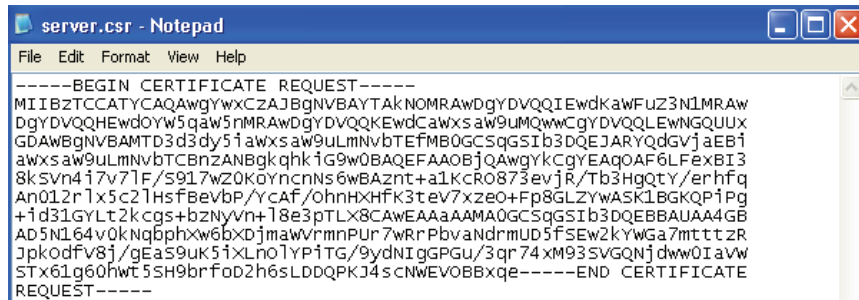 server.csr - Notepad
File Edit Format View Help
-----BEGIN CERTIFICATE REQUEST-----
MIIBzTCCATYCAQAwgYwxCzAJBgNVBAYTAkNOMRAwDgYDVQQIEwdKaWFuZ3N1MRAw
DgYDVQQHEwdOYW5qaW5nMRAwDgYDVQQKEwdCaWxsaW9uMQwwCgYDVQQLEwNGQUUx
GDAWBgNVBAMTD3d3dy5iaWxsaW9uLmNvbTEfMB0GCSqGSIb3DQEJARYQdGVjaEBi
aWxsaW9uLmNvbTCBnzANBgkqhkiG9w0BAQEFAAOBjQAwgYkCgYEAqOAF6LFexBI3
8kSVn4i7v7lF/S917wZ0KoYncnNs6wBAznt+a1KcRO873evjR/Tb3HgQtY/erhfq
An012rlx5c2lHsfBeVbP/YcAf/OhnHXHfK3teV7xzeO+Fp8GLZYwASK1BGKQPiPg
+id31GYLt2kcgs+bzNyVn+l8e3pTLX8CAwEAAaAAMA0GCSqGSIb3DQEBBAUAA4GB
AD5N164v0kNqbphXw6bXDjmaWVrmnPUr7wRrPbvaNdrmUD5fSEw2kYWGa7mtttzR
JpkOdfV8j/gEaS9uK5iXLnOlYPiTG/9ydNIgGPGu/3qr74xM93SVGQNjdww0IaVW
STx61g60hWt5SH9brfoD2h6sLDDQPKJ4scNWEVOBBxqe-----END CERTIFICATE
REQUEST-----